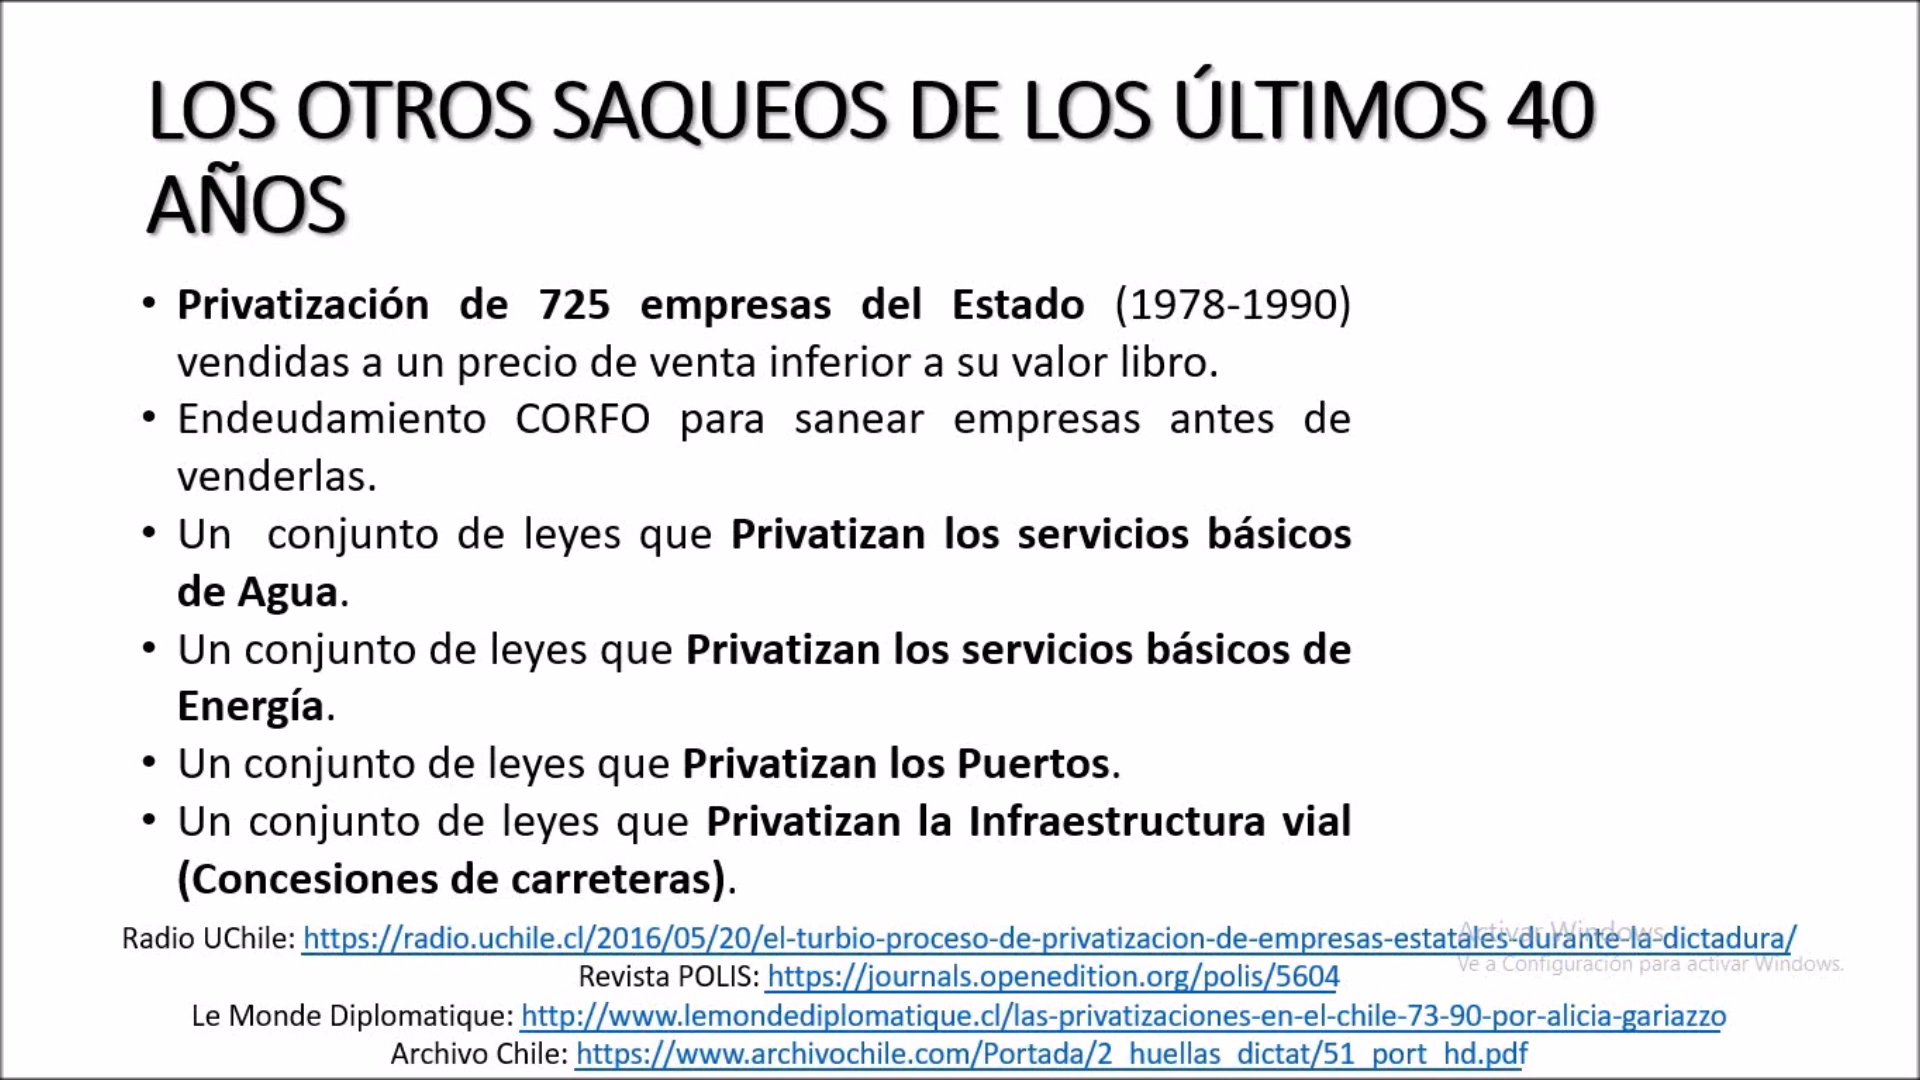 LOS OTROS SAQUEOS DE LOS ÚLTIMOS 40
AÑOS
• Privatización de 725 empresas del Estado (1978-1990)
vendidas a un precio de venta inferior a su valor libro.
• Endeudamiento CORFO para sanear empresas antes de
venderlas.
• Un conjunto de leyes que Privatizan los servicios básicos
de Agua.
• Un conjunto de leyes que Privatizan los servicios básicos de
Energía.
• Un conjunto de leyes que Privatizan los Puertos.
• Un conjunto de leyes que Privatizan la Infraestructura vial
(Concesiones de carreteras).
Radio UChile: https://radio.uchile.cl/2016/05/20/el-turbio-proceso-de-privatizacion-de-empresas-estatales-durante-la-dictadura/
Activar Windows
Ve a Configuración para activar Windows.
Revista POLIS: https://journals.openedition.org/polis/5604
Le Monde Diplomatique: http://www.lemondediplomatique.cl/las-privatizaciones-en-el-chile-73-90-por-alicia-gariazzo
Archivo Chile: https://www.archivochile.com/Portada/2_huellas_dictat/51_port_hd.pdf